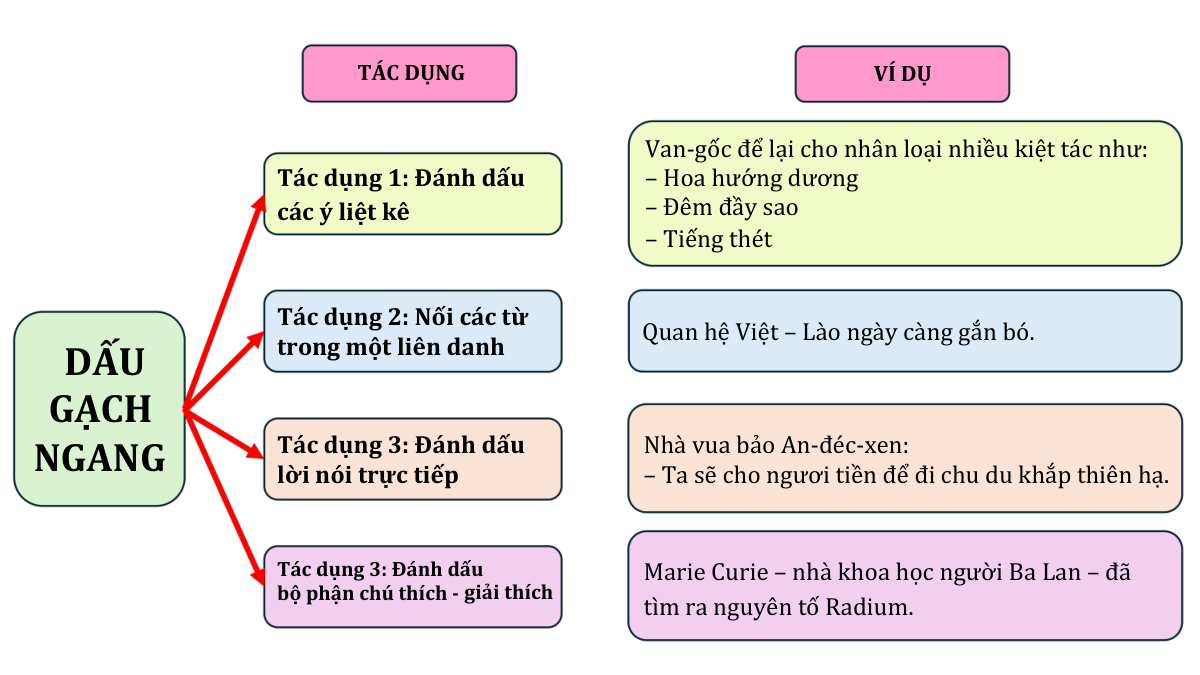 TÁC DỤNG
VÍ DỤ
DẤU
GẠCH
NGANG
Tác dụng 1: Đánh dấu
các ý liệt kê
Van-gốc để lại cho nhân loại nhiều kiệt tác như:
– Hoa hướng dương
– Đêm đầy sao
– Tiếng thét
Tác dụng 2: Nối các từ
trong một liên danh
Quan hệ Việt – Lào ngày càng gắn bó.
Tác dụng 3: Đánh dấu
lời nói trực tiếp
Nhà vua bảo An-đéc-xen:
– Ta sẽ cho ngươi tiền để đi chu du khắp thiên hạ.
Tác dụng 3: Đánh dấu
bộ phận chú thích - giải thích
Marie Curie – nhà khoa học người Ba Lan – đã
tìm ra nguyên tố Radium.